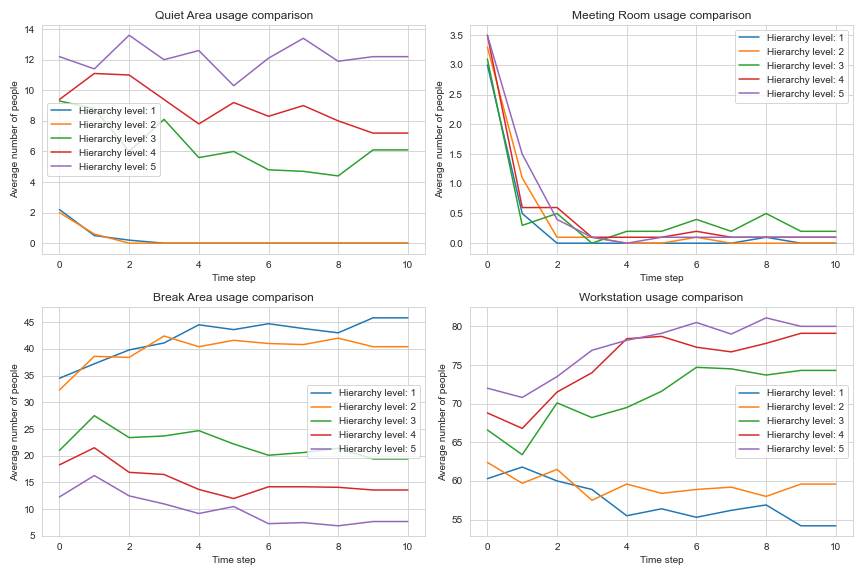 Quiet Area usage comparison
Average number of people
14
12
10
8
6
4
2
0
Hierarchy level: 1
Hierarchy level: 2
Hierarchy level: 3
Hierarchy level: 4
Hierarchy level: 5
0 2 4 6 8 10
Time step
Meeting Room usage comparison
Average number of people
3.5
3.0
2.5
2.0
1.5
1.0
0.5
0.0
Hierarchy level: 1
Hierarchy level: 2
Hierarchy level: 3
Hierarchy level: 4
Hierarchy level: 5
0 2 4 6 8 10
Time step
Break Area usage comparison
Average number of people
45
40
35
30
25
20
15
10
5
Hierarchy level: 1
Hierarchy level: 2
Hierarchy level: 3
Hierarchy level: 4
Hierarchy level: 5
0 2 4 6 8 10
Time step
Workstation usage comparison
Average number of people
80
75
70
65
60
55
Hierarchy level: 1
Hierarchy level: 2
Hierarchy level: 3
Hierarchy level: 4
Hierarchy level: 5
0 2 4 6 8 10
Time step